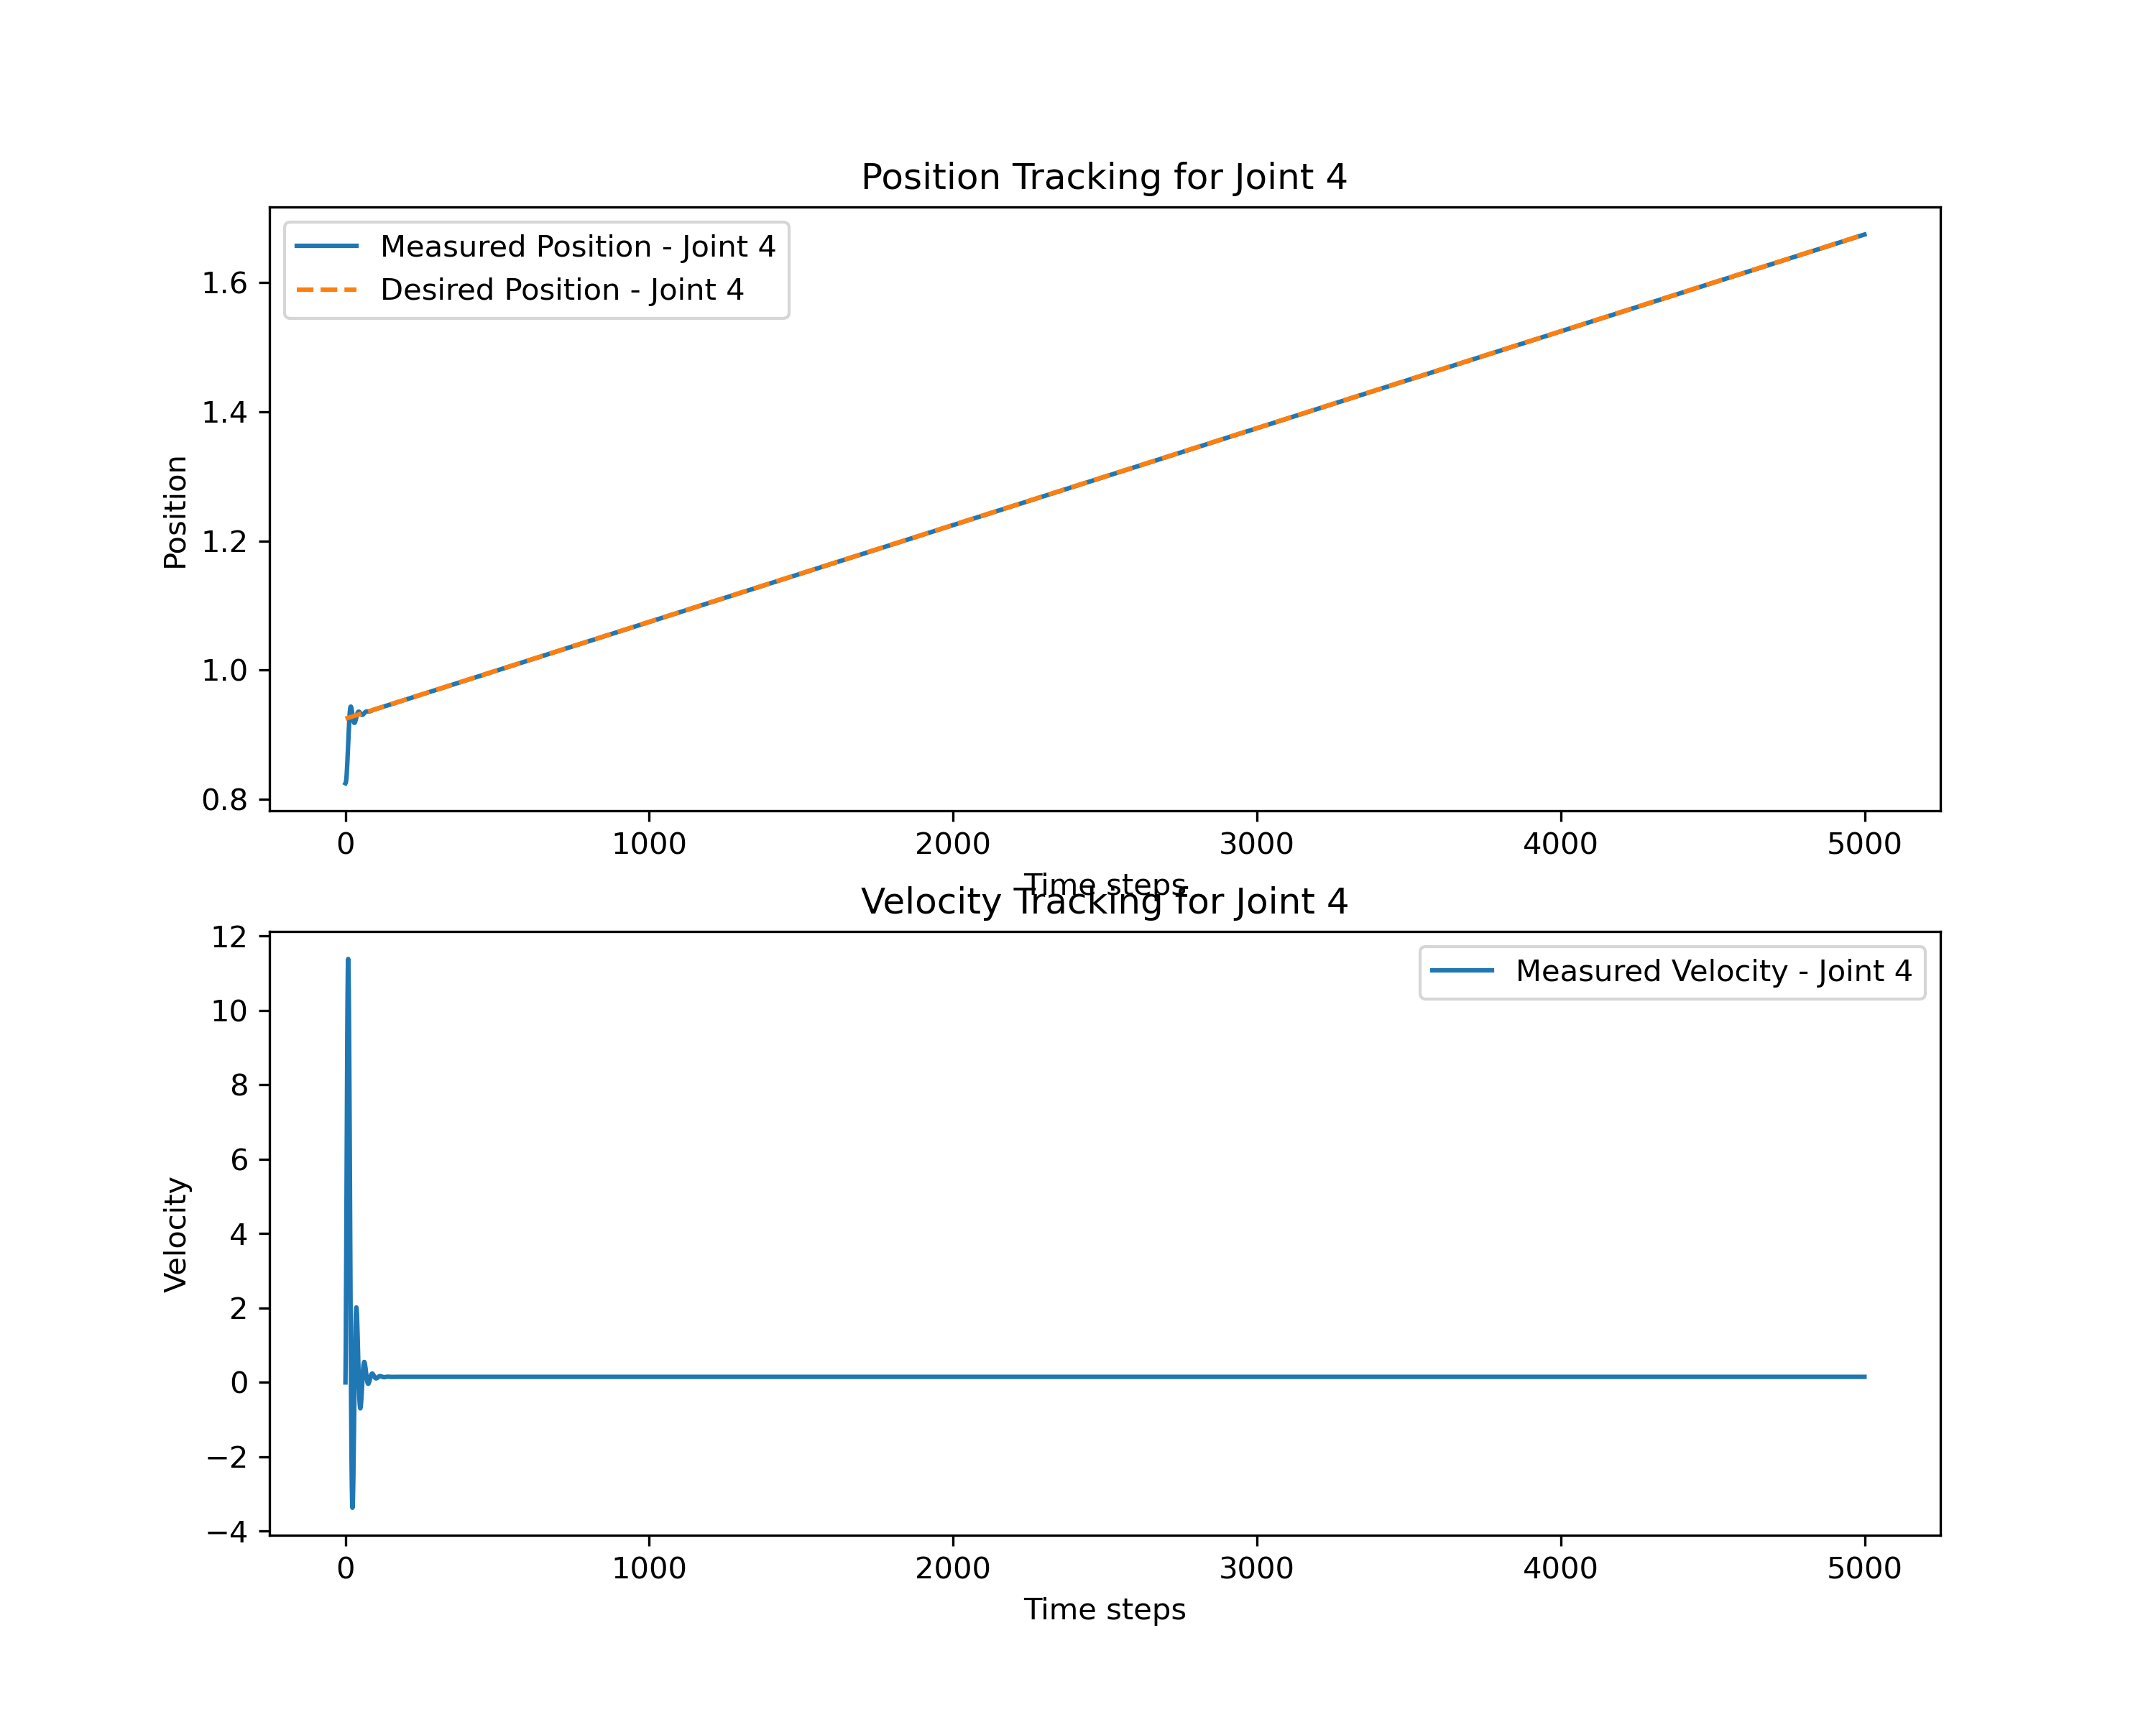 Position Tracking for Joint 4
Measured Position - Joint 4
Desired Position - Joint 4
1.6
1.4
1.2
1.0
0.8
Position
0 1000 2000 3000 4000 5000
Time steps
Velocity Tracking for Joint 4
Measured Velocity - Joint 4
12
10
8
6
4
2
0
−2
−4
Velocity
0 1000 2000 3000 4000 5000
Time steps